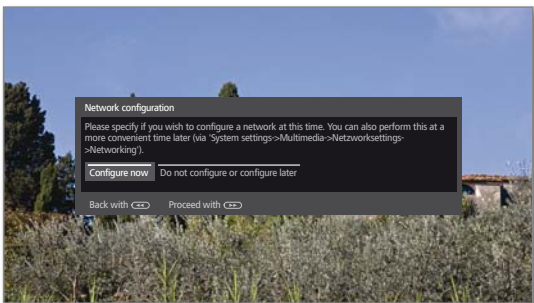 Network configuration
Please specify if you wish to configure a network at this time. You can also perform this at a
more convenient time later (via 'System settings->Multimedia->Netzworksettings-
>Networking').
Configure now Do not configure or configure later
Back with ◄◄ Proceed with ►►